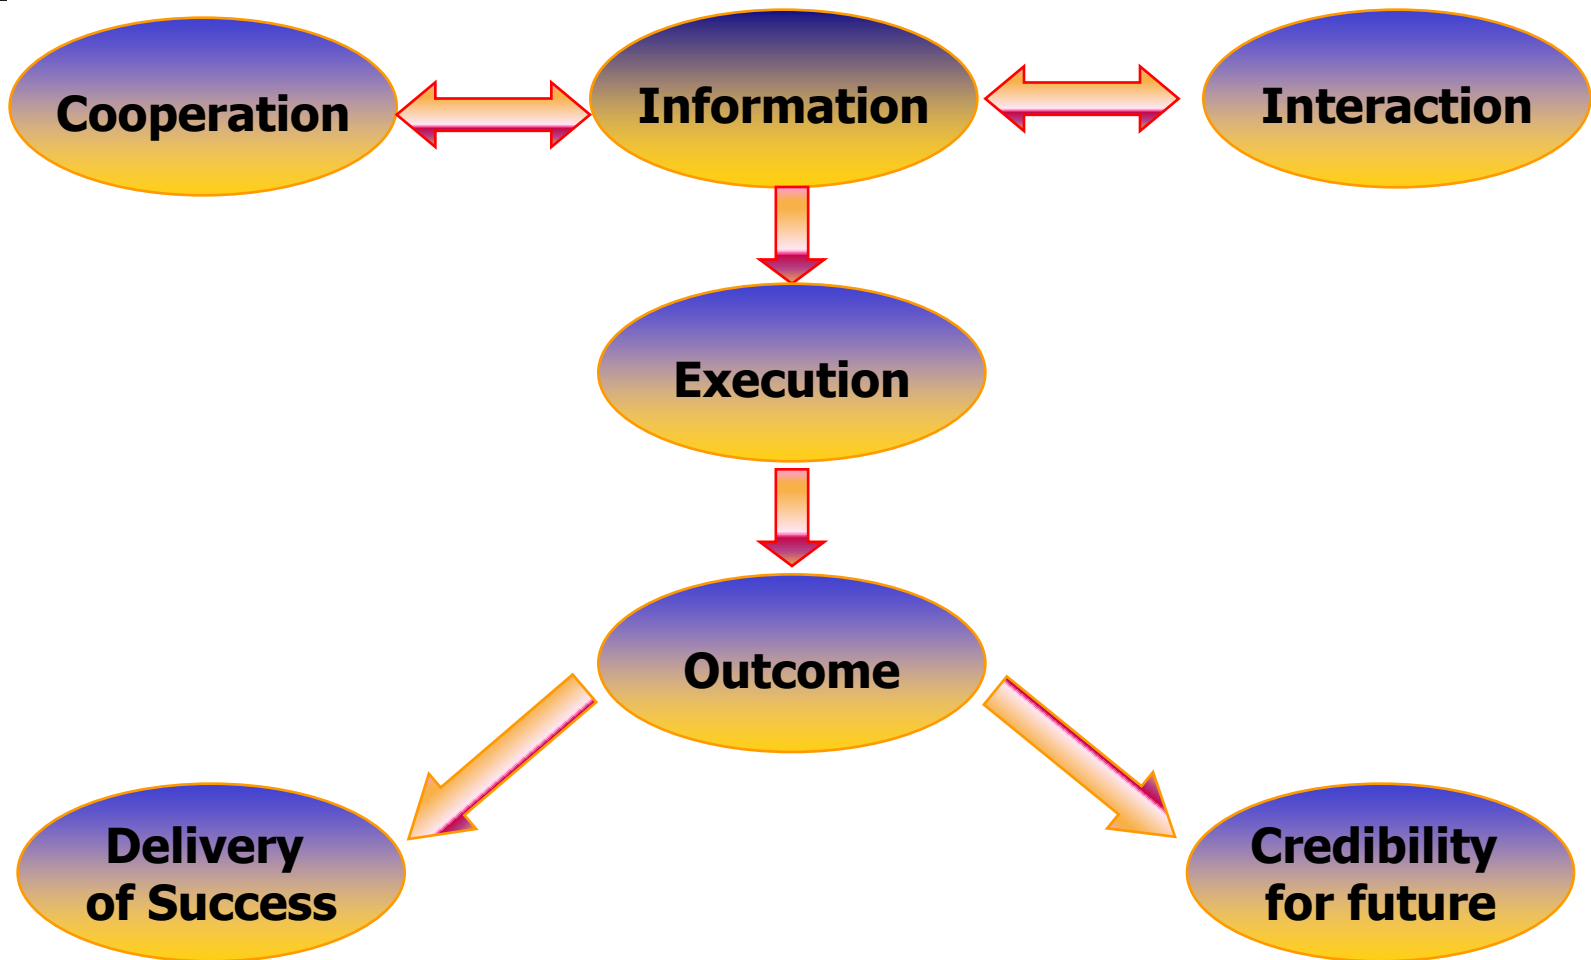 Cooperation
Information
Interaction
Execution
Outcome
Delivery
of Success
Credibility
for future